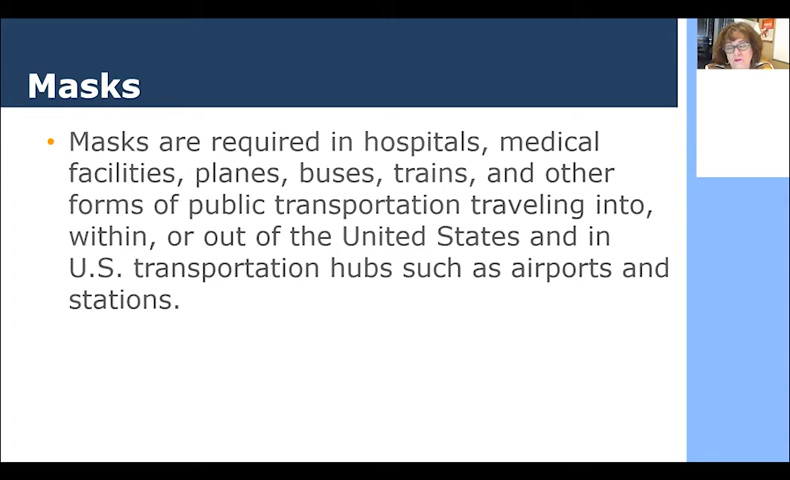 Masks
• Masks are required in hospitals, medical
facilities, planes, buses, trains, and other
forms of public transportation traveling into,
within, or out of the United States and in
U.S. transportation hubs such as airports and
stations.